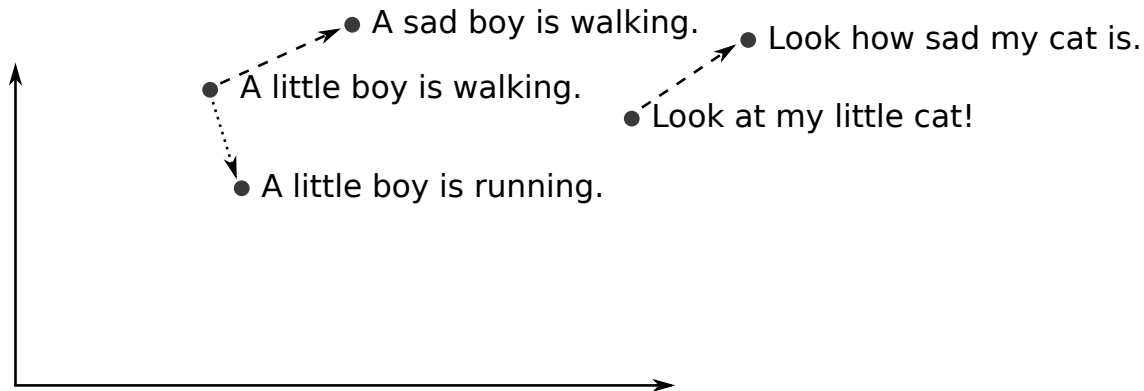 A sad boy is walking.
Look how sad my cat is.
A little boy is walking.
Look at my little cat!
A little boy is running.